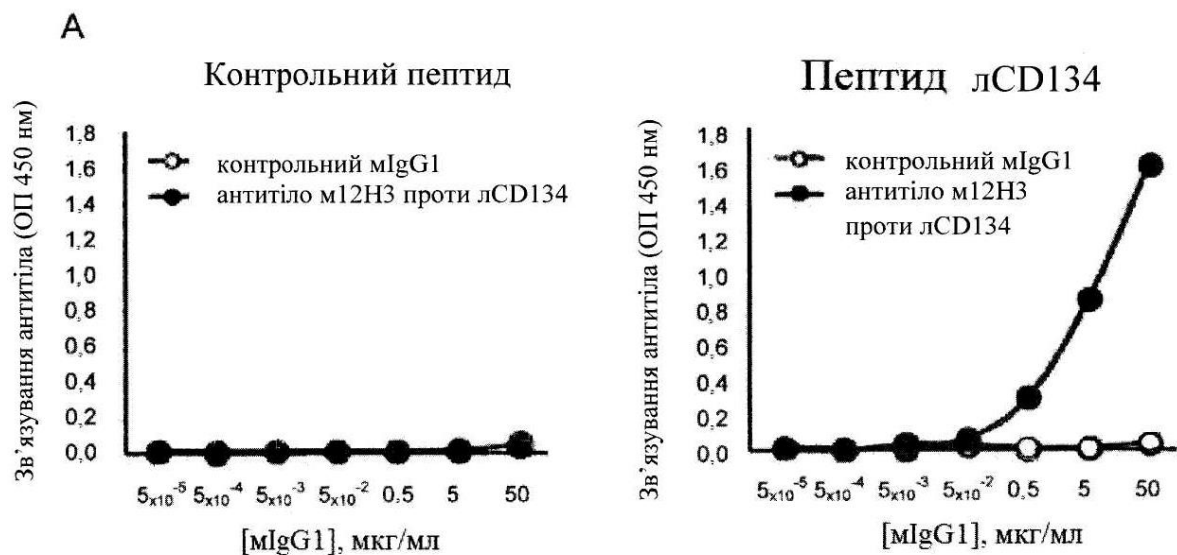 A
Контрольний пептид
Зв’язування антитіла (ОП 450 нм)
1,8
1,6
1,4
1,2
1,0
0,8
0,6
0,4
0,2
0,0
контрольний мIgG1
антитіло м12H3 проти лCD134
5x10⁻⁵ 5x10⁻⁴ 5x10⁻³ 5x10⁻² 0,5 5 50
[мIgG1], мкг/мл
Пептид лCD134
Зв’язування антитіла (ОП 450 нм)
1,8
1,6
1,4
1,2
1,0
0,8
0,6
0,4
0,2
0,0
контрольний мIgG1
антитіло м12H3
проти лCD134
5x10⁻⁵ 5x10⁻⁴ 5x10⁻³ 5x10⁻² 0,5 5 50
[мIgG1], мкг/мл